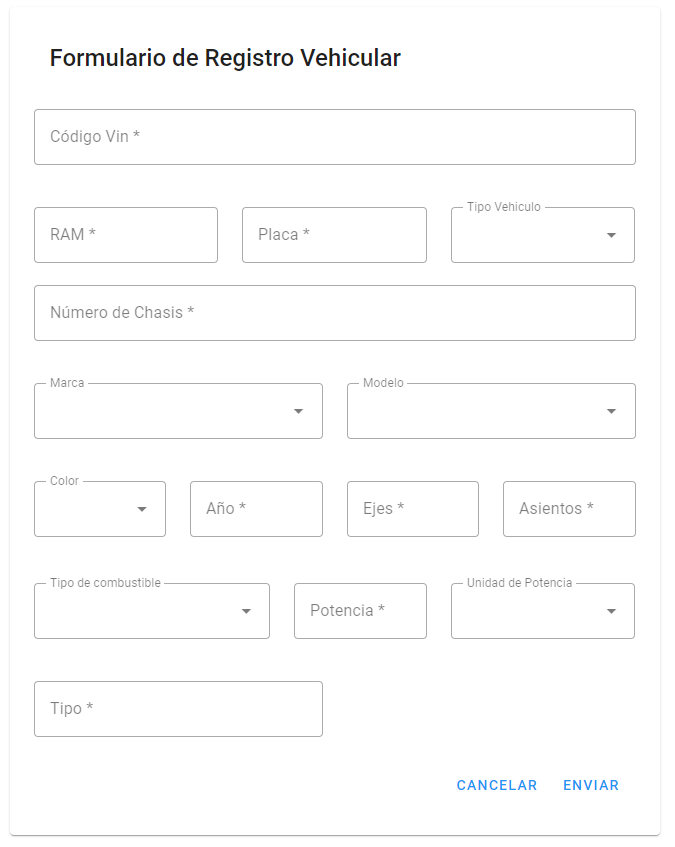 Formulario de Registro Vehicular
Código Vin *
RAM * Placa * Tipo Vehiculo
Número de Chasis *
Marca Modelo
Color Año * Ejes * Asientos *
Tipo de combustible Potencia * Unidad de Potencia
Tipo *
CANCELAR ENVIAR